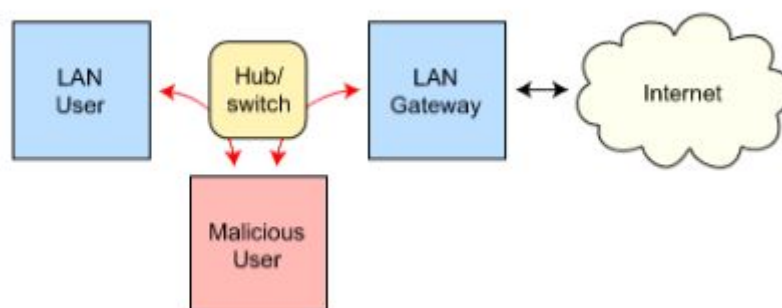 LAN
User
Hub/
switch
LAN
Gateway
Internet
Malicious
User